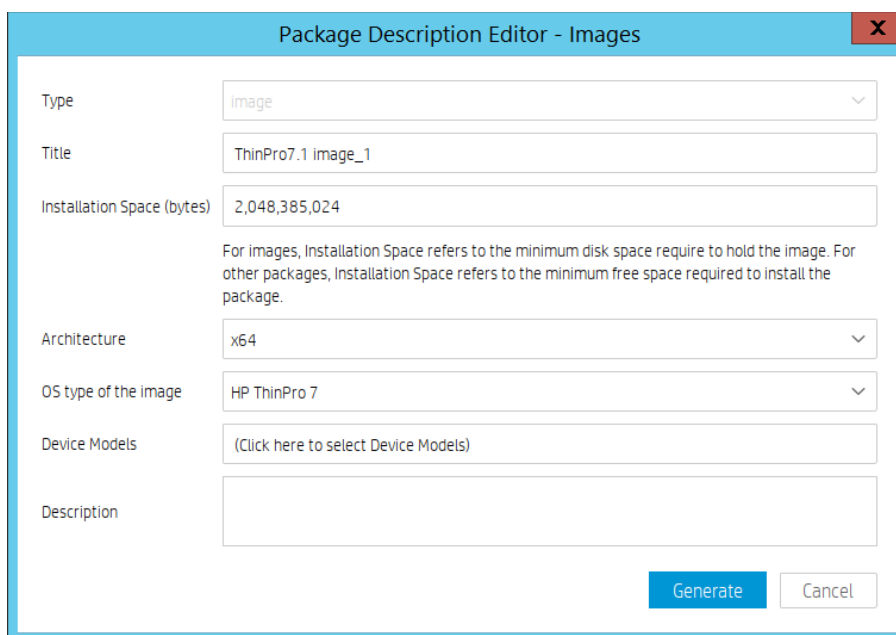 Package Description Editor - Images
X
Type
image
Title
ThinPro7.1 image_1
Installation Space (bytes)
2,048,385,024
For images, Installation Space refers to the minimum disk space require to hold the image. For
other packages, Installation Space refers to the minimum free space required to install the
package.
Architecture
x64
OS type of the image
HP ThinPro 7
Device Models
(Click here to select Device Models)
Description
Generate
Cancel